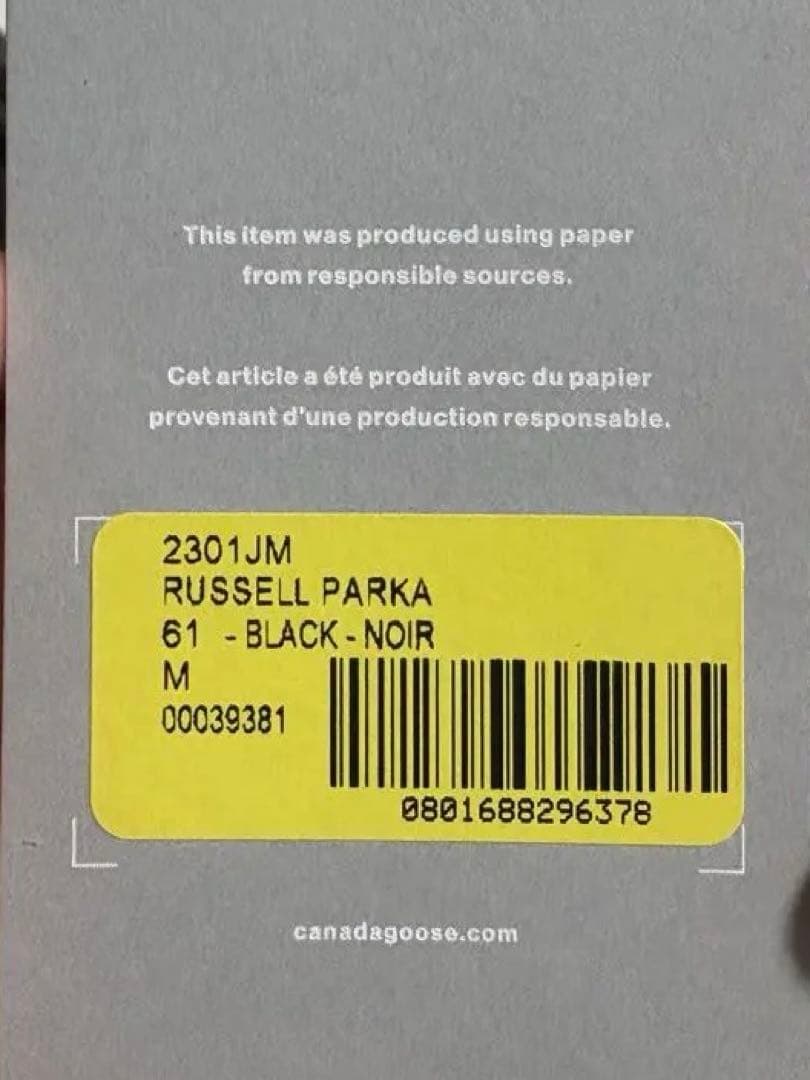 This item was produced using paper
from responsible sources.
Cet article a été produit avec du papier
provenant d'une production responsable.
2301JM
RUSSELL PARKA
61 - BLACK - NOIR
M
00039381
0801688296378
canadagoose.com